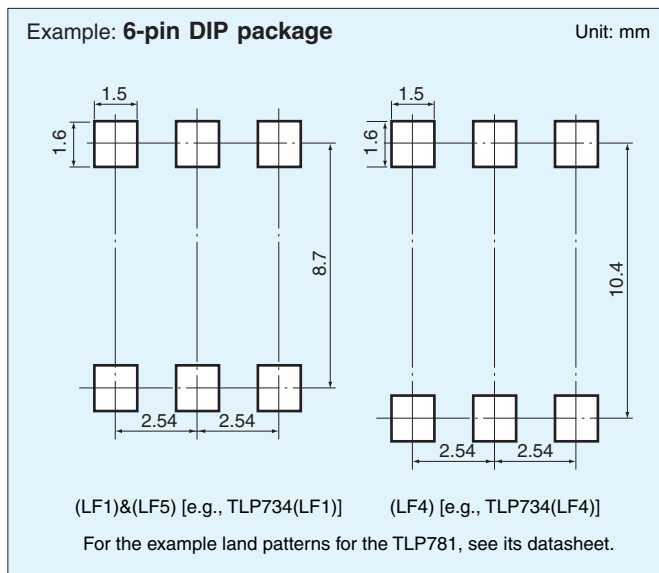 Example: 6-pin DIP package
Unit: mm
1.5
1.6
8.7
2.54
2.54
1.5
1.6
10.4
2.54
2.54
(LF1)&(LF5) [e.g., TLP734(LF1)]
(LF4) [e.g., TLP734(LF4)]
For the example land patterns for the TLP781, see its datasheet.